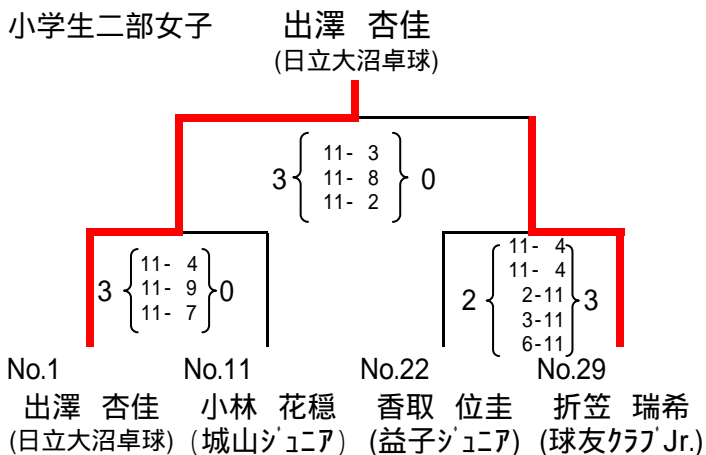 小学生二部女子 出澤 杏佳
(日立大沼卓球)
11- 3
3 11- 8 0
11- 2
11- 4
3 11- 9 0
11- 7
11- 4
11- 4
2 2-11 3
3-11
6-11
No.1 No.11 No.22 No.29
出澤 杏佳 小林 花穏 香取 位圭 折笠 瑞希
(日立大沼卓球) (城山ｼﾞｭﾆｱ) (益子ｼﾞｭﾆｱ) (球友ｸﾗﾌﾞJr.)